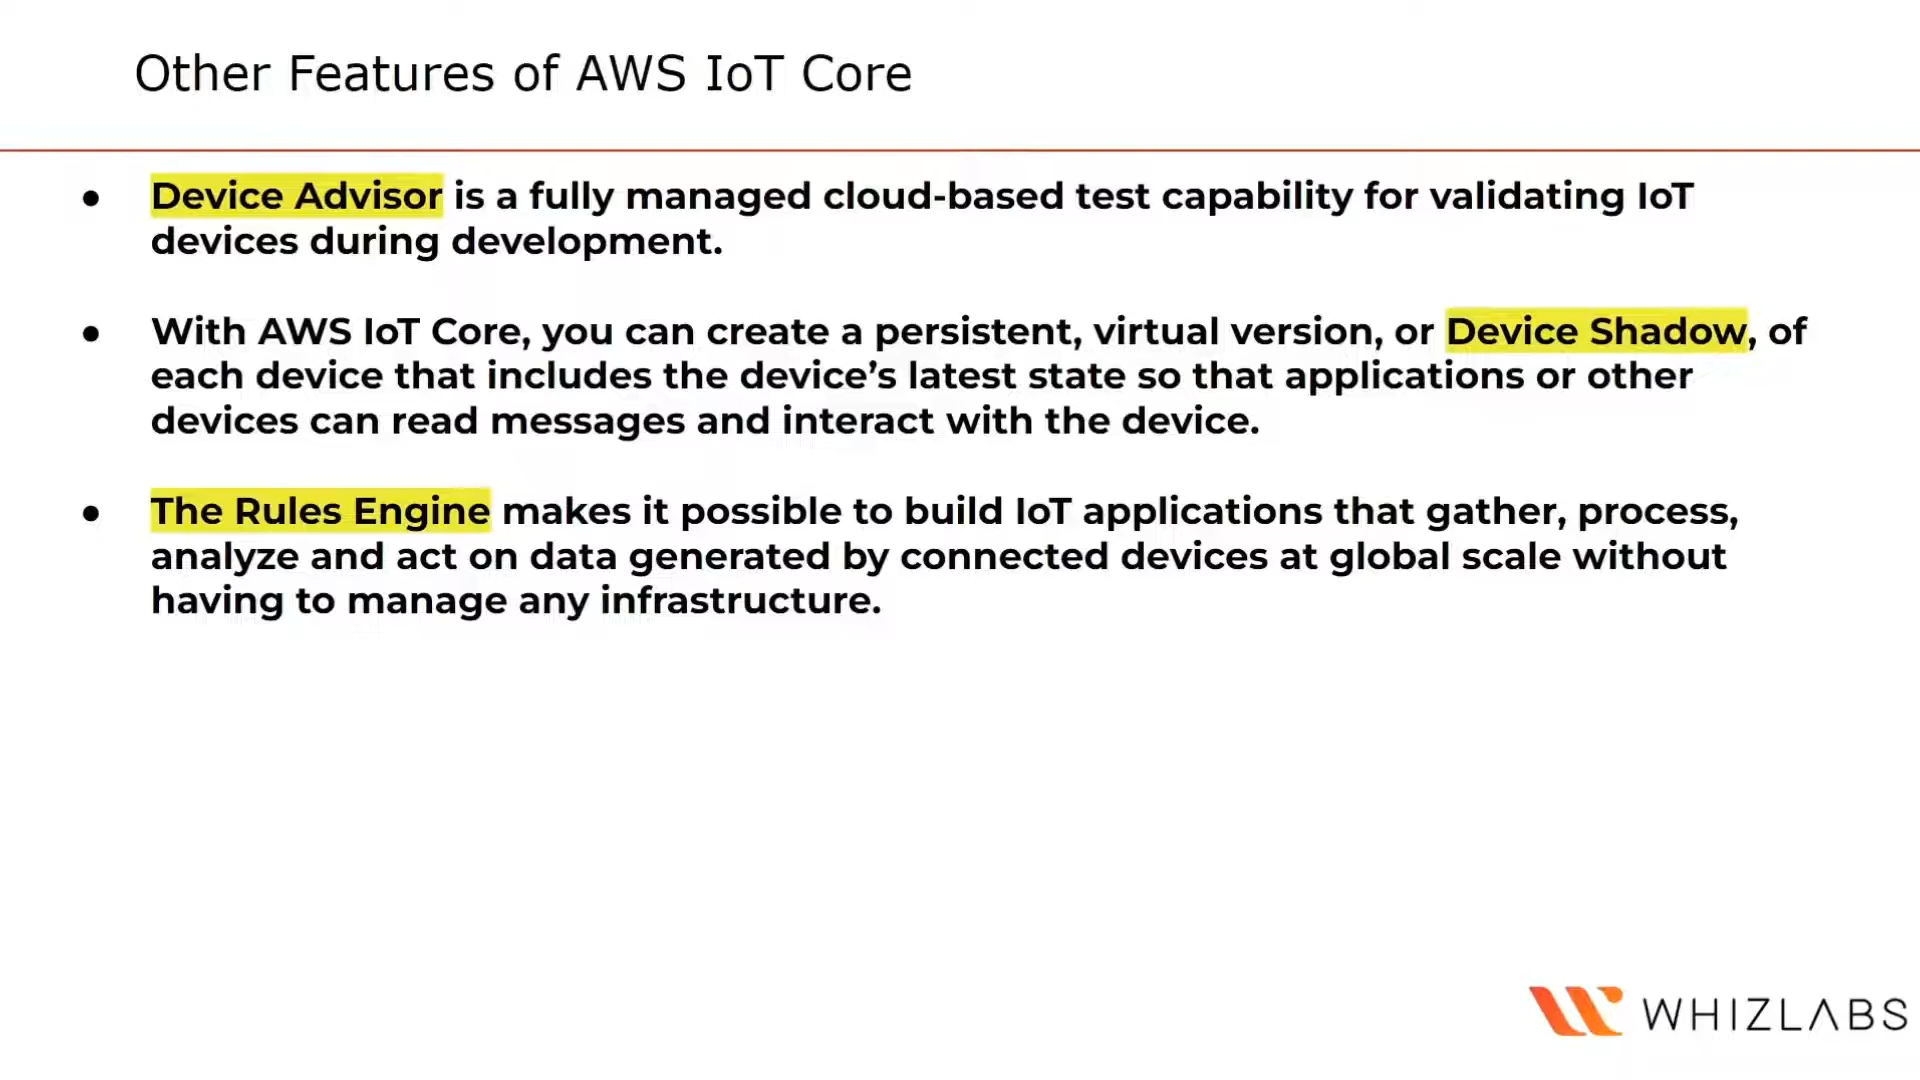 Other Features of AWS IoT Core
● Device Advisor is a fully managed cloud-based test capability for validating IoT
devices during development.
● With AWS IoT Core, you can create a persistent, virtual version, or Device Shadow, of
each device that includes the device’s latest state so that applications or other
devices can read messages and interact with the device.
● The Rules Engine makes it possible to build IoT applications that gather, process,
analyze and act on data generated by connected devices at global scale without
having to manage any infrastructure.
WHIZLABS